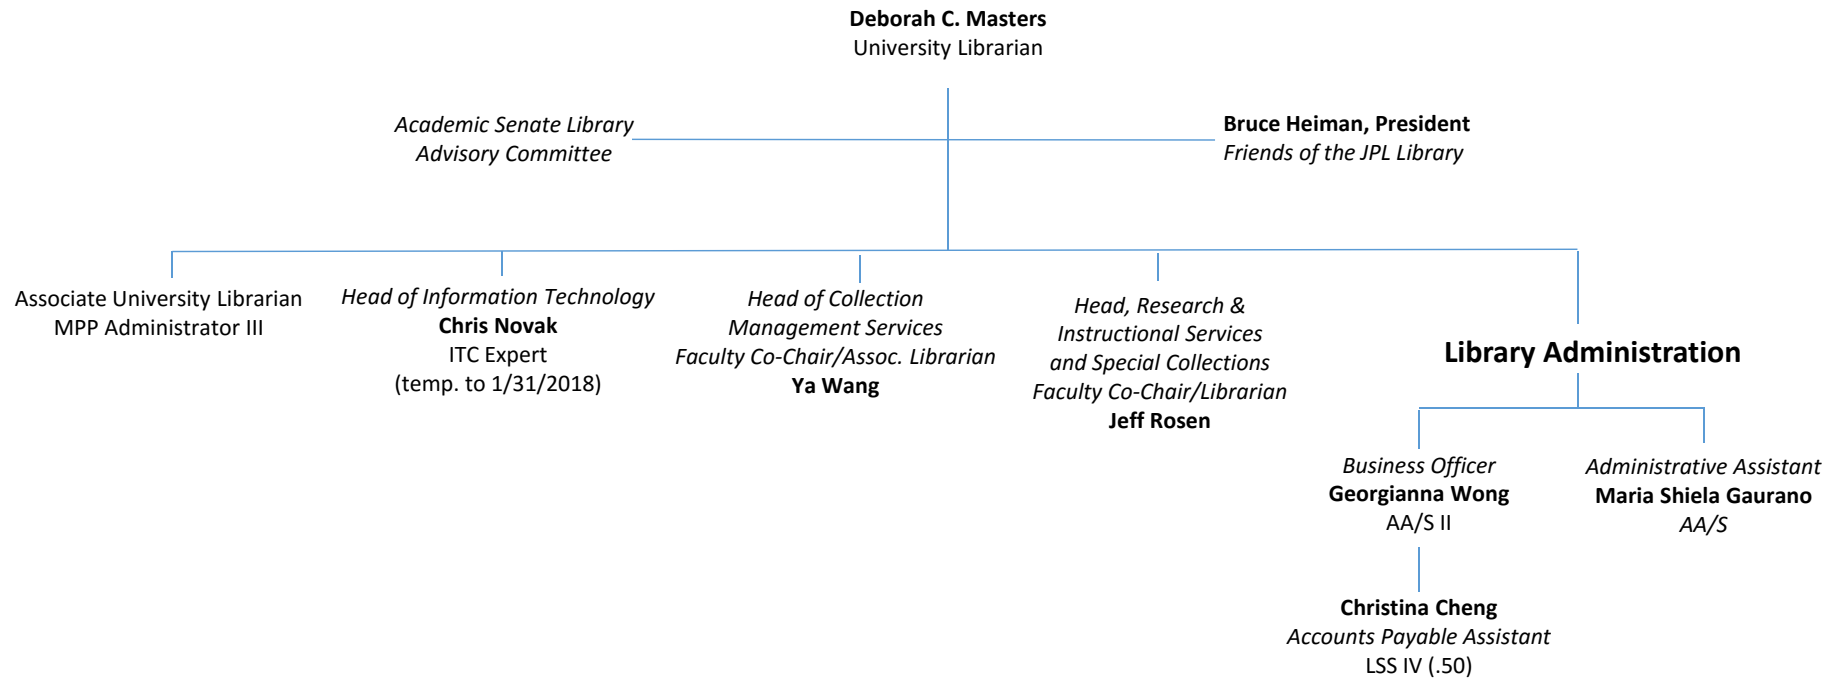 Deborah C. Masters
University Librarian
Academic Senate Library
Advisory Committee
Bruce Heiman, President
Friends of the JPL Library
Associate University Librarian
MPP Administrator III
Head of Information Technology
Chris Novak
ITC Expert
(temp. to 1/31/2018)
Head of Collection
Management Services
Faculty Co-Chair/Assoc. Librarian
Ya Wang
Head, Research &
Instructional Services
and Special Collections
Faculty Co-Chair/Librarian
Jeff Rosen
Library Administration
Business Officer
Georgianna Wong
AA/S II
Administrative Assistant
Maria Shiela Gaurano
AA/S
Christina Cheng
Accounts Payable Assistant
LSS IV (.50)